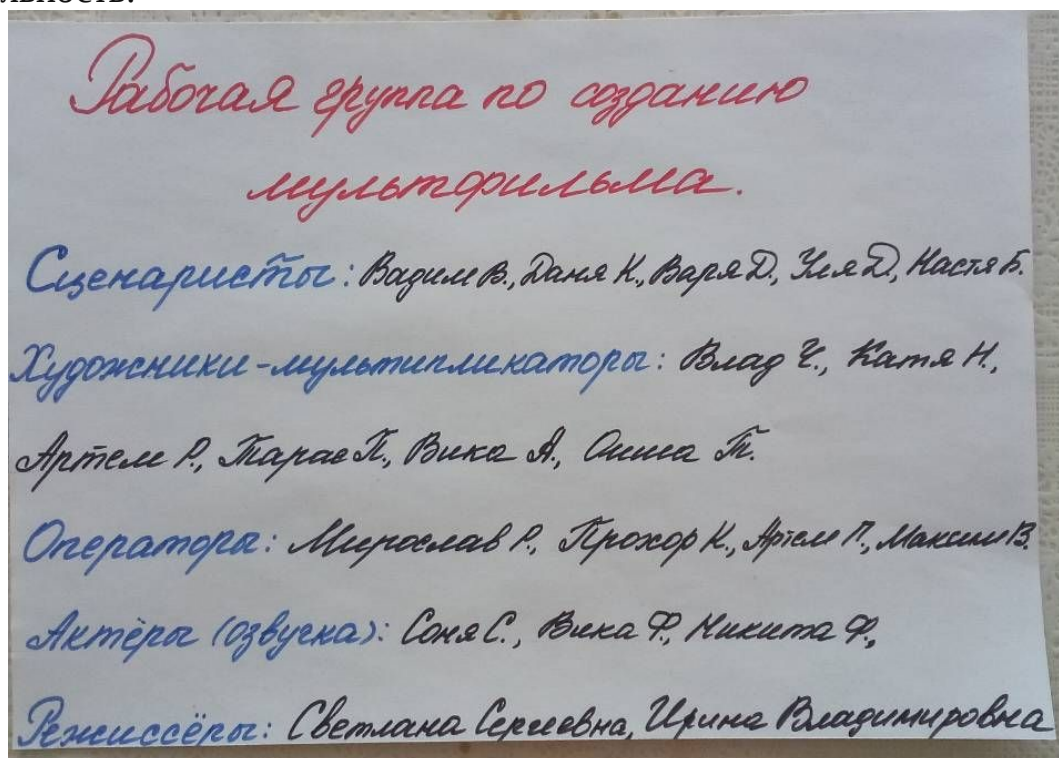 льность.
Рабочая группа по созданию
мультфильма.
Сценаристы: Вадим В., Даня К., Варя Д., Уля Д., Настя Б.
Художники-мультипликаторы: Влад Ч., Катя Н.,
Артем Р., Тарас П., Вика А., Т.
Операторы: Мирослав Р., Прохор К., Артем П., Максим В.
Актёры (озвучка): Соня С., Вика Ф., Никита Ф.,
Режиссёры: Светлана Сергеевна, Ирина Владимировна